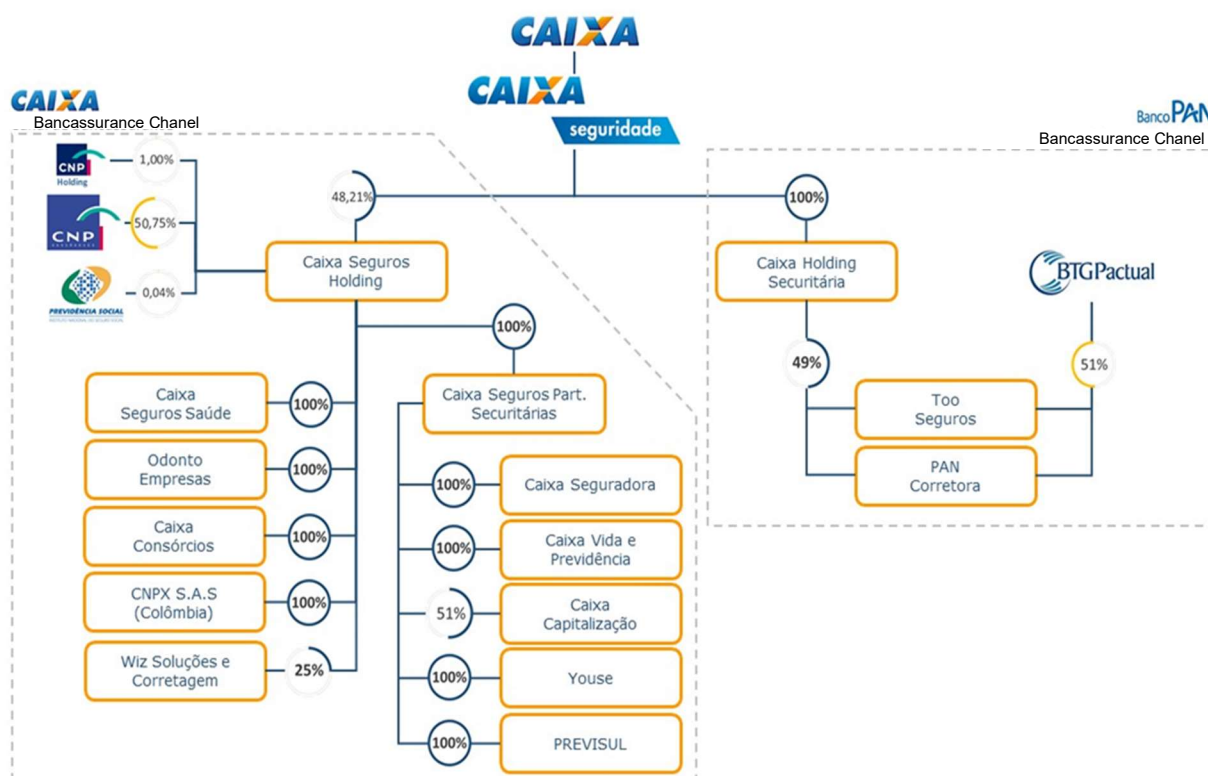 CAIXA
CAIXA
seguridade
CAIXA
Bancassurance Chanel
Banco PAN
Bancassurance Chanel
CNP
Holding
1,00%
CNP
50,75%
PREVIDÊNCIA SOCIAL
0,04%
48,21%
100%
Caixa Seguros
Holding
Caixa Holding
Securitária
BTGPactual
100%
49%
51%
Caixa
Seguros Saúde
100%
Caixa Seguros Part.
Securitárias
Too
Seguros
Odonto
Empresas
100%
PAN
Corretora
100%
Caixa Seguradora
Caixa
Consórcios
100%
100%
Caixa Vida e
Previdência
CNPX S.A.S
(Colômbia)
100%
51%
Caixa
Capitalização
Wiz Soluções e
Corretagem
25%
100%
Youse
100%
PREVISUL